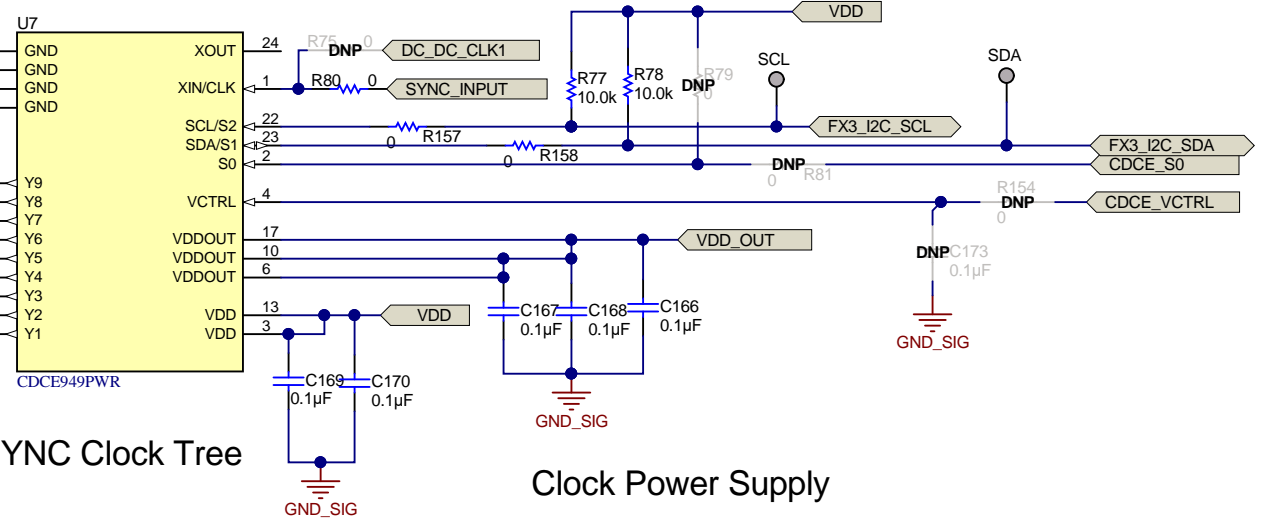 U7
GND
GND
GND
GND
Y9
Y8
Y7
Y6
Y5
Y4
Y3
Y2
Y1
XOUT 24
XIN/CLK 1
SCL/S2 22
SDA/S1 23
S0 2
VCTRL 4
VDDOUT 17
VDDOUT 10
VDDOUT 6
VDD 13
VDD 3
CDCE949PWR
R75 DNP 0 DC_DC_CLK1
R80 0 SYNC_INPUT
VDD
R77
10.0k
R78
10.0k
R79
DNP
0
SCL
SDA
0 R157
FX3_I2C_SCL
0 R158
FX3_I2C_SDA
DNP
0 R81
CDCE_S0
R154
DNP
0
CDCE_VCTRL
DNP C173
0.1µF
GND_SIG
VDD_OUT
C167
0.1µF
C168
0.1µF
C166
0.1µF
GND_SIG
VDD
C169
0.1µF
C170
0.1µF
GND_SIG
YNC Clock Tree
Clock Power Supply